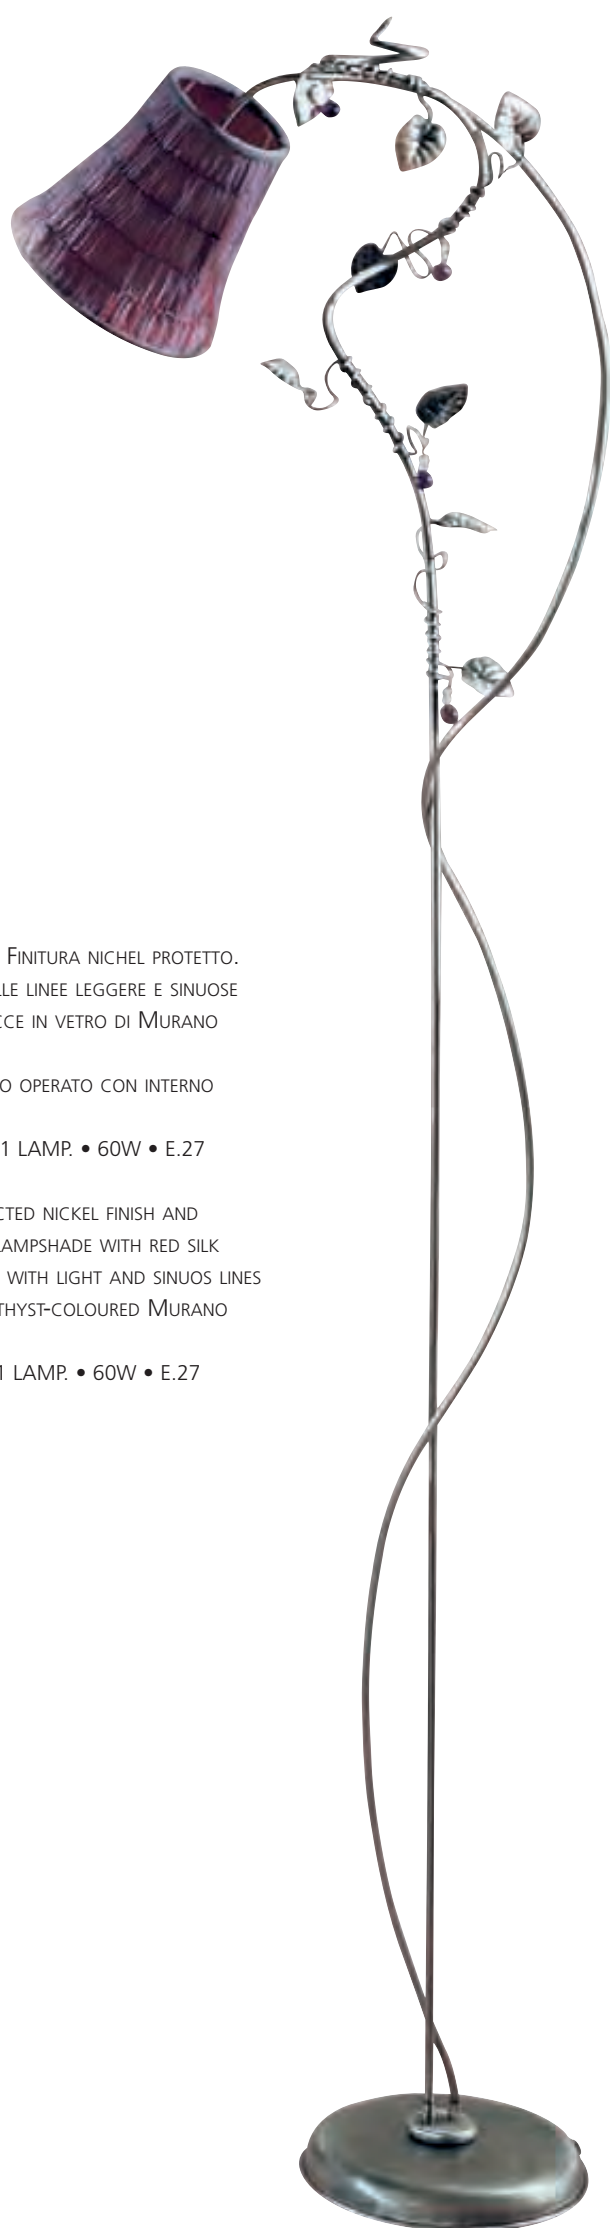 Finitura nichel protetto.
lle linee leggere e sinuose
cce in vetro di Murano
o operato con interno
1 LAMP. • 60W • E.27
cted nickel finish and
lampshade with red silk
with light and sinuos lines
thyst-coloured Murano
1 LAMP. • 60W • E.27